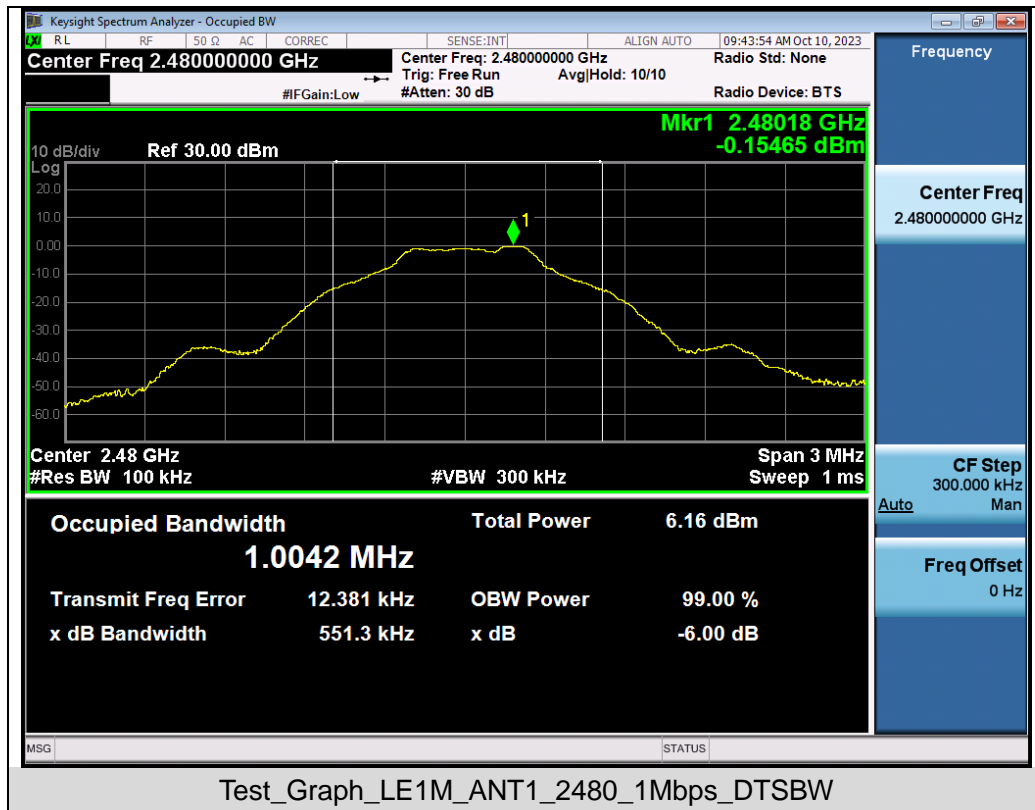 Keysight Spectrum Analyzer - Occupied BW
LXI RL RF 50 Ω AC CORREC SENSE:INT ALIGN AUTO 09:43:54 AM Oct 10, 2023
Center Freq 2.480000000 GHz
Center Freq: 2.480000000 GHz
Radio Std: None
Trig: Free Run Avg|Hold: 10/10
#IFGain:Low
#Atten: 30 dB
Radio Device: BTS
Mkr1 2.48018 GHz
-0.15465 dBm
10 dB/div Ref 30.00 dBm
Log
20.0
10.0
0.00
-10.0
-20.0
-30.0
-40.0
-50.0
-60.0
1
Center 2.48 GHz Span 3 MHz
#Res BW 100 kHz #VBW 300 kHz Sweep 1 ms
Occupied Bandwidth
1.0042 MHz
Total Power 6.16 dBm
Transmit Freq Error 12.381 kHz OBW Power 99.00 %
x dB Bandwidth 551.3 kHz x dB -6.00 dB
Frequency
Center Freq
2.480000000 GHz
CF Step
300.000 kHz
Auto Man
Freq Offset
0 Hz
MSG STATUS
Test_Graph_LE1M_ANT1_2480_1Mbps_DTSBW